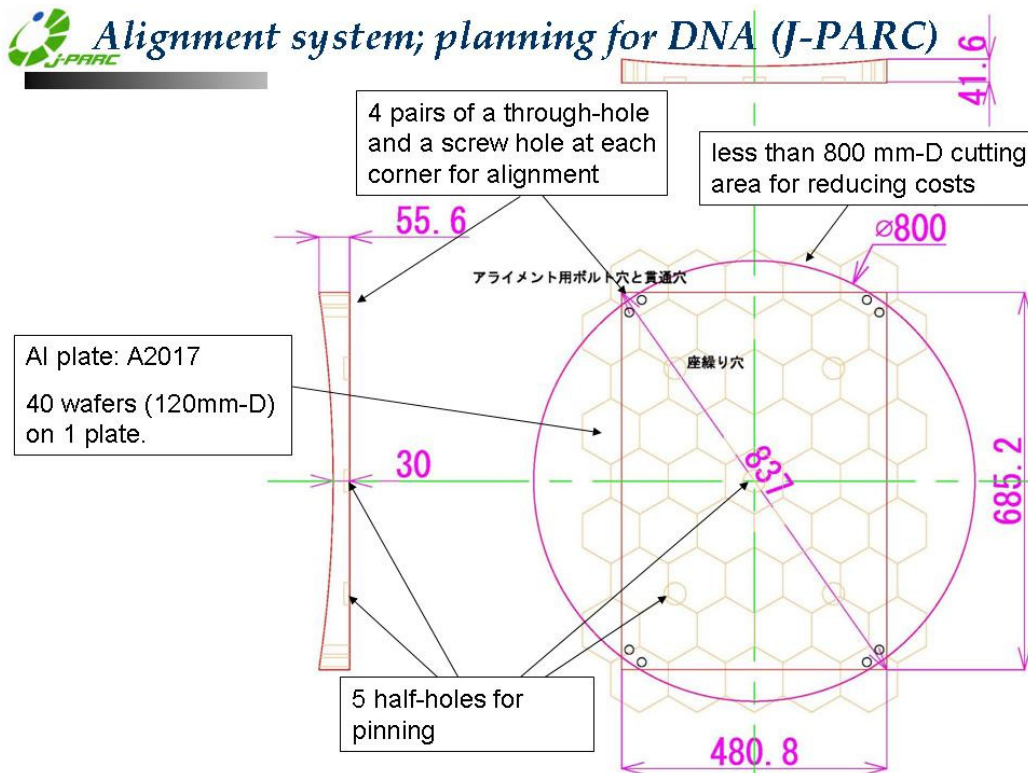 J-PARC
Alignment system; planning for DNA (J-PARC)
41.6
4 pairs of a through-hole
and a screw hole at each
corner for alignment
less than 800 mm-D cutting
area for reducing costs
55.6
⌀800
アライメント用ボルト穴と貫通穴
座繰り穴
Al plate: A2017
40 wafers (120mm-D)
on 1 plate.
30
837
685.2
5 half-holes for
pinning
480.8